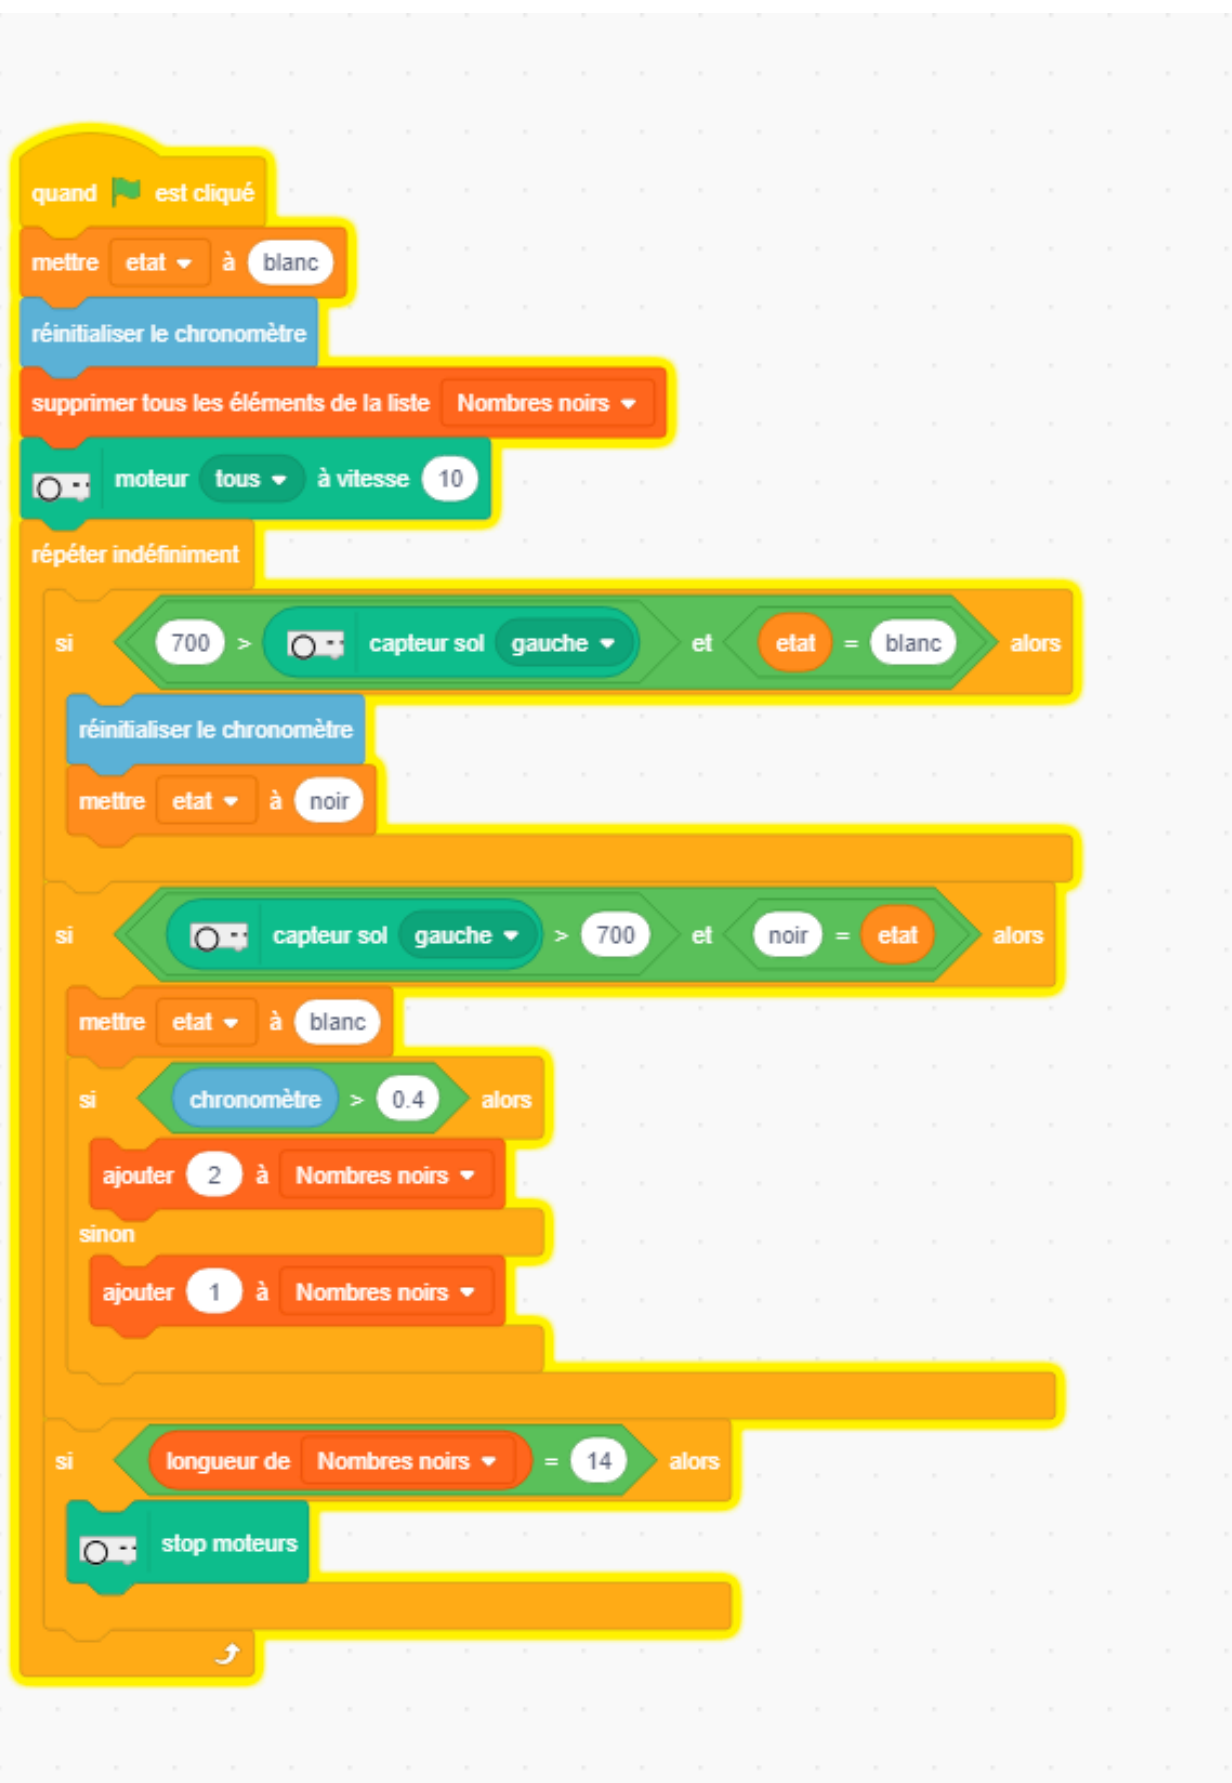 quand est cliqué
mettre etat à blanc
réinitialiser le chronomètre
supprimer tous les éléments de la liste Nombres noirs
moteur tous à vitesse 10
répéter indéfiniment
si 700 > capteur sol gauche et etat = blanc alors
réinitialiser le chronomètre
mettre etat à noir
si capteur sol gauche > 700 et noir = etat alors
mettre etat à blanc
si chronomètre > 0.4 alors
ajouter 2 à Nombres noirs
sinon
ajouter 1 à Nombres noirs
si longueur de Nombres noirs = 14 alors
stop moteurs